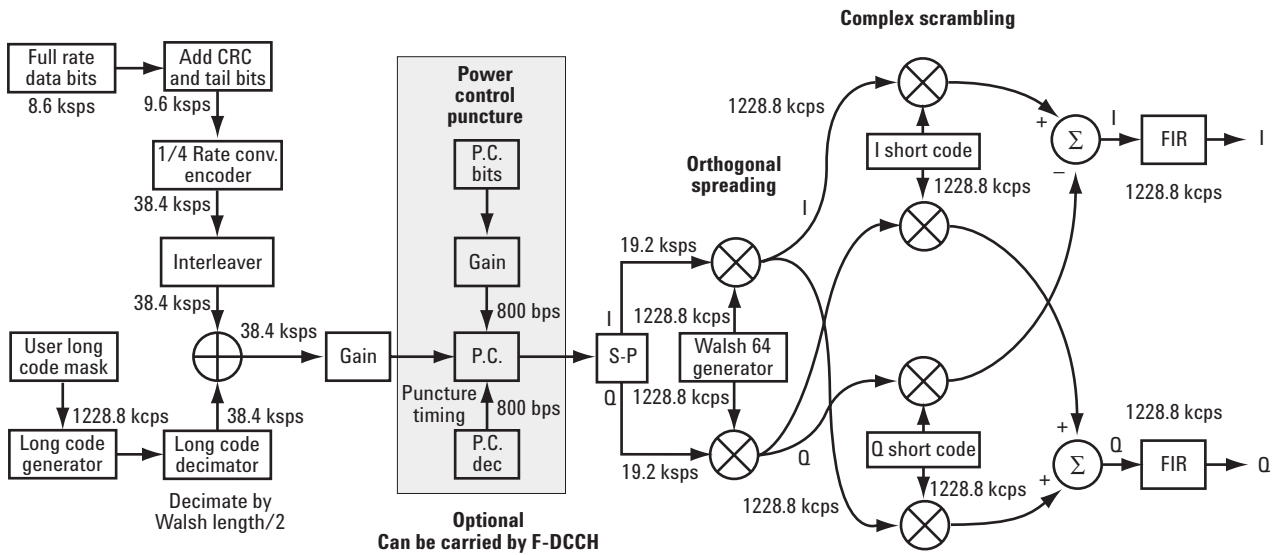 Complex scrambling
Full rate
data bits
8.6 ksps
Add CRC
and tail bits
9.6 ksps
1/4 Rate conv.
encoder
38.4 ksps
Interleaver
38.4 ksps
User long
code mask
1228.8 kcps
Long code
generator
Long code
decimator
38.4 ksps
Decimate by
Walsh length/2
38.4 ksps
Gain
Power
control
puncture
P.C.
bits
Gain
800 bps
P.C.
Puncture
timing
800 bps
P.C.
dec
Optional
Can be carried by F-DCCH
S-P
I
Q
19.2 ksps
19.2 ksps
Orthogonal
spreading
1228.8 kcps
Walsh 64
generator
1228.8 kcps
I
Q
1228.8 kcps
I short code
1228.8 kcps
Q short code
1228.8 kcps
1228.8 kcps
+
−
Σ
I
FIR
I
1228.8 kcps
+
+
Σ
Q
1228.8 kcps
FIR
Q